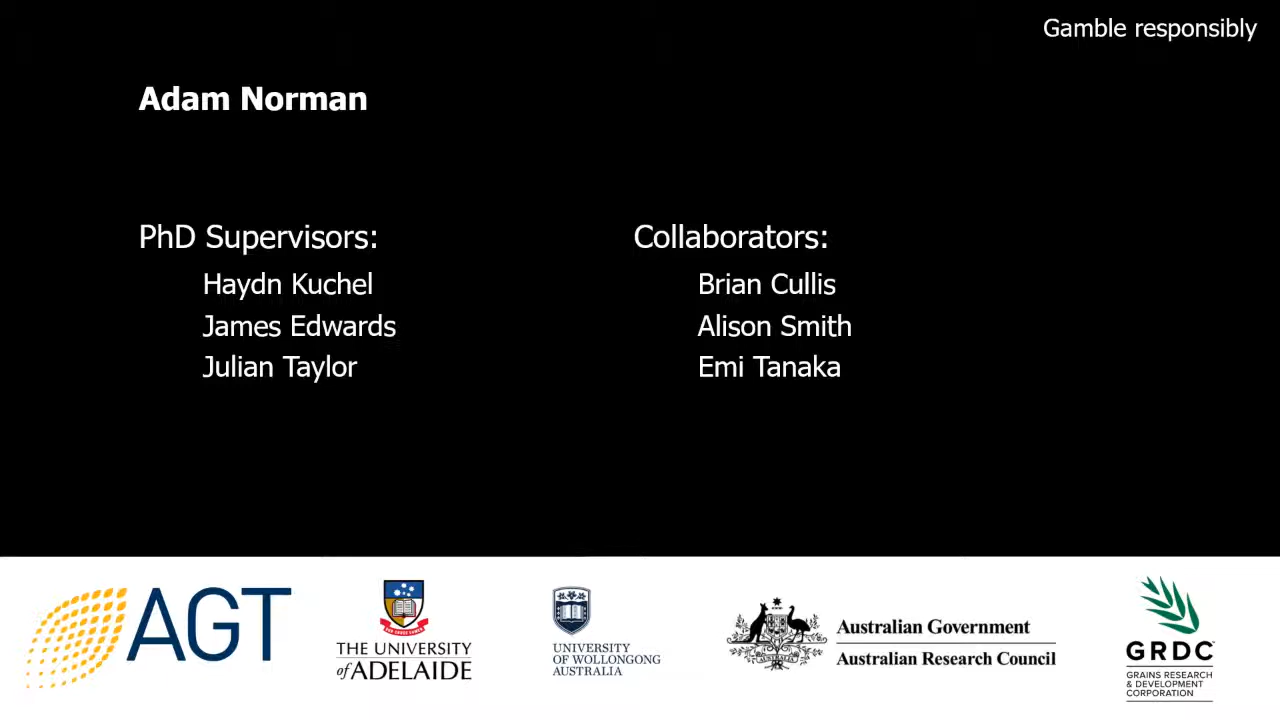 Gamble responsibly
Adam Norman
PhD Supervisors:
Haydn Kuchel
James Edwards
Julian Taylor
Collaborators:
Brian Cullis
Alison Smith
Emi Tanaka
AGT
THE UNIVERSITY
of ADELAIDE
UNIVERSITY
OF WOLLONGONG
AUSTRALIA
Australian Government
Australian Research Council
GRDC
GRAINS RESEARCH
& DEVELOPMENT
CORPORATION